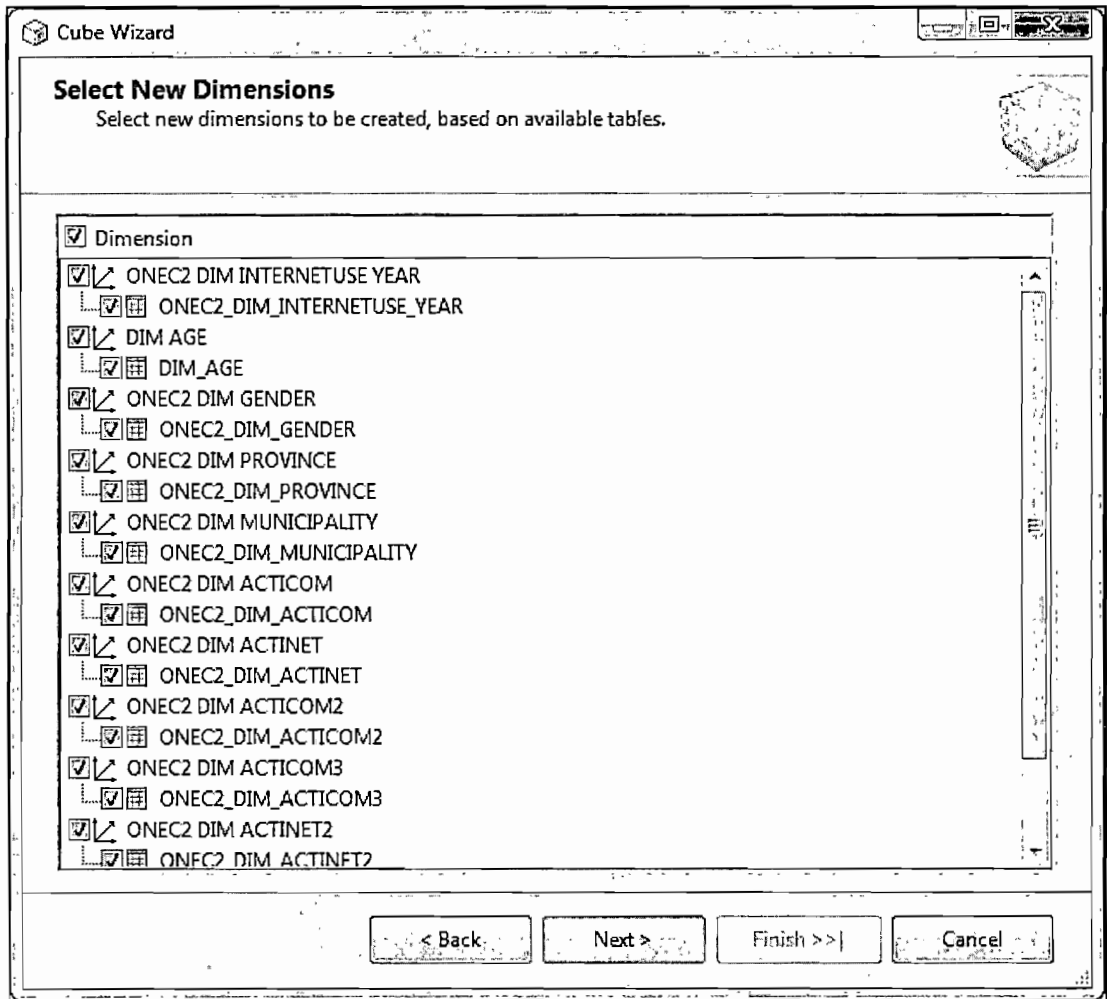 Cube Wizard
Select New Dimensions
Select new dimensions to be created, based on available tables.
Dimension
ONEC2 DIM INTERNETUSE YEAR
ONEC2_DIM_INTERNETUSE_YEAR
DIM AGE
DIM_AGE
ONEC2 DIM GENDER
ONEC2_DIM_GENDER
ONEC2 DIM PROVINCE
ONEC2_DIM_PROVINCE
ONEC2 DIM MUNICIPALITY
ONEC2_DIM_MUNICIPALITY
ONEC2 DIM ACTICOM
ONEC2_DIM_ACTICOM
ONEC2 DIM ACTINET
ONEC2_DIM_ACTINET
ONEC2 DIM ACTICOM2
ONEC2_DIM_ACTICOM2
ONEC2 DIM ACTICOM3
ONEC2_DIM_ACTICOM3
ONEC2 DIM ACTINET2
ONEC2_DIM_ACTINET2
< Back Next > Finish >>| Cancel